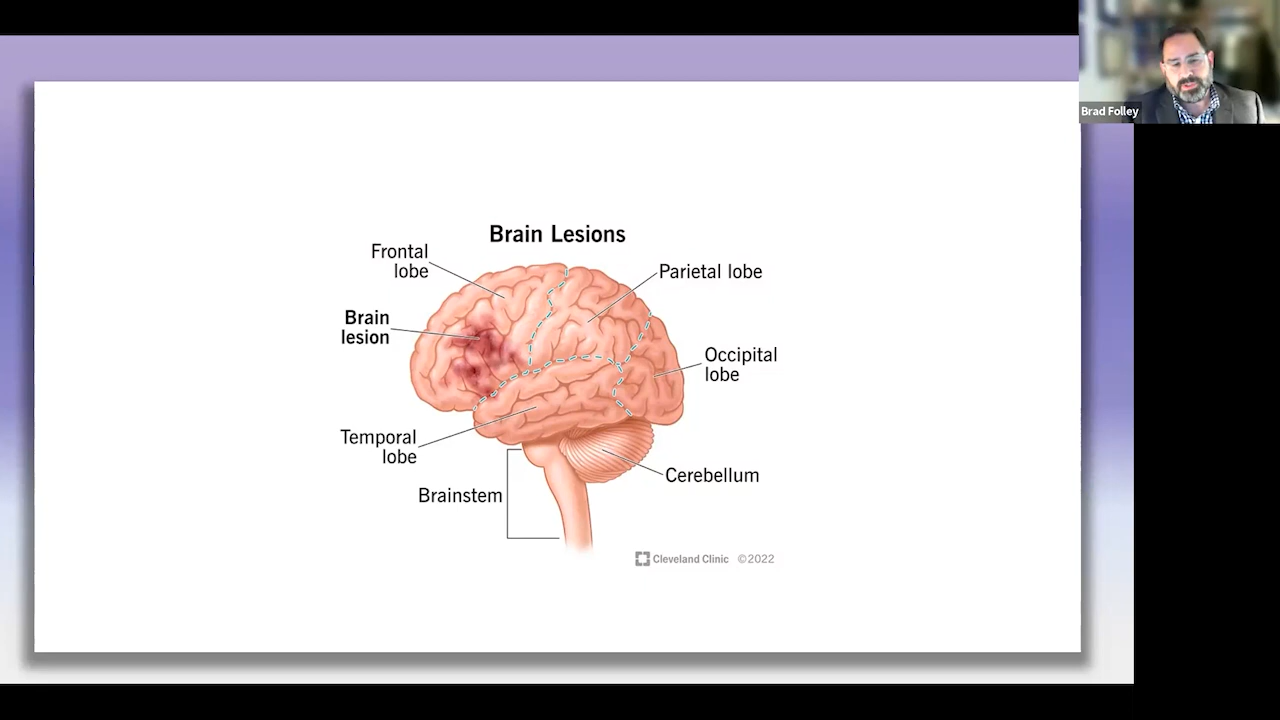 Brad Folley
Brain Lesions
Frontal
lobe
Parietal lobe
Brain
lesion
Occipital
lobe
Temporal
lobe
Cerebellum
Brainstem
Cleveland Clinic ©2022